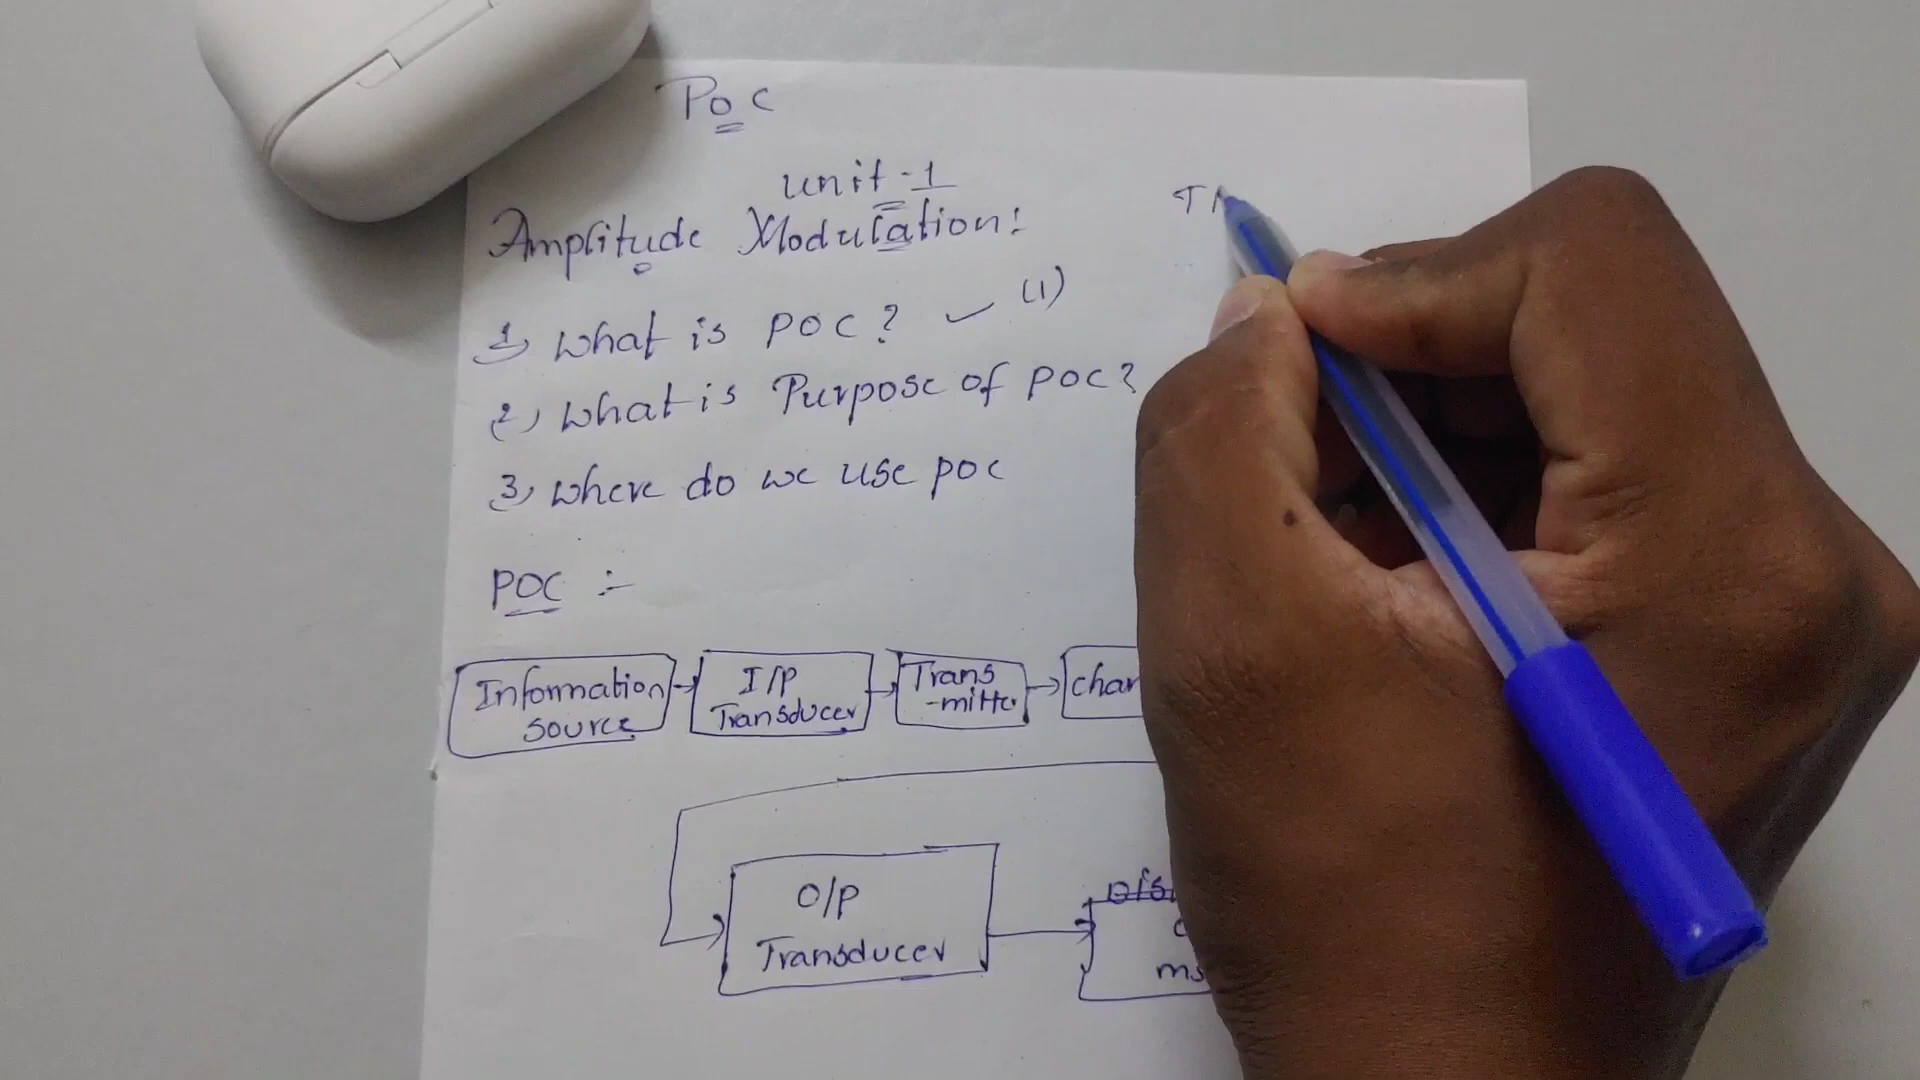 POC
Unit-1
Amplitude Modulation:
1) What is POC? ✓ (1)
2) What is Purpose of POC?
3) Where do we use POC
POC :-
Information source
I/P Transducer
Trans-mitte
O/P Transducer